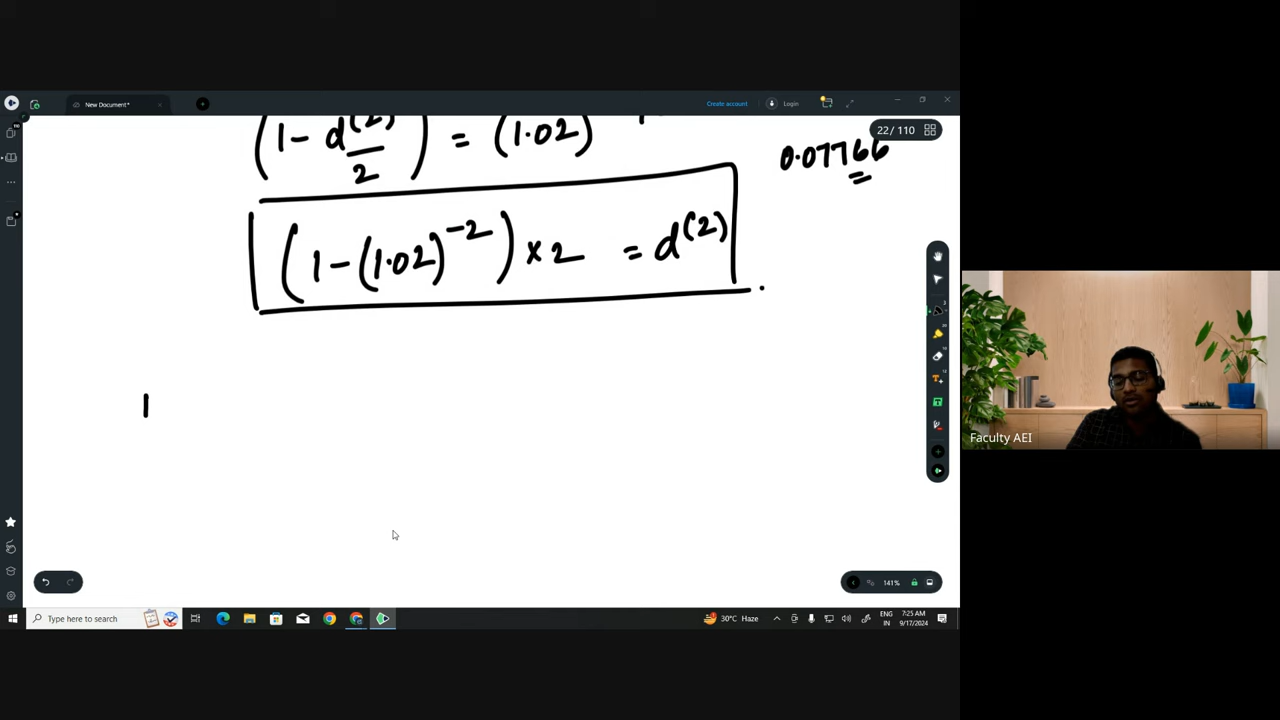 New Document*
Create account
Login
22 / 110
(1 - d^(2)/2) = (1.02)
0.07766
(1 - (1.02)^-2) × 2 = d^(2).
1
Faculty AEI
141%
Type here to search
30°C Haze
ENG
IN
7:25 AM
9/17/2024